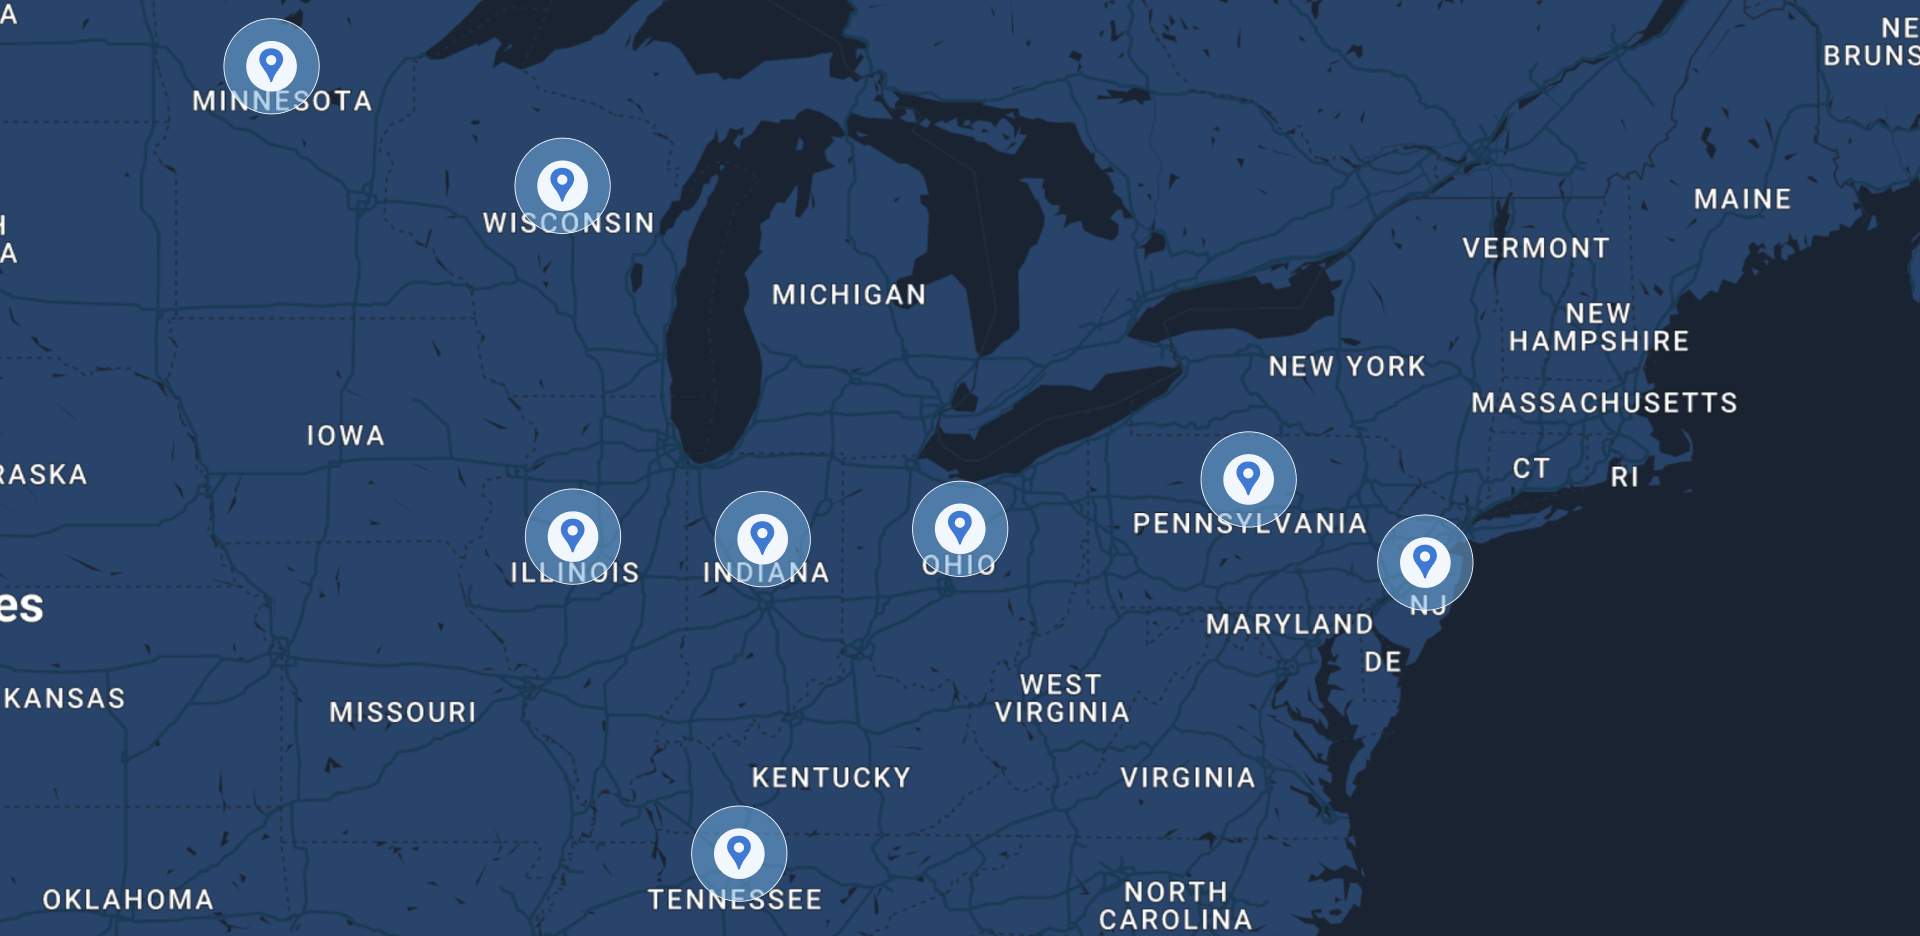 A
NE
BRUNS
MINNESOTA
MAINE
WISCONSIN
H
A
VERMONT
MICHIGAN
NEW
HAMPSHIRE
NEW YORK
MASSACHUSETTS
IOWA
CT
RI
RASKA
PENNSYLVANIA
ILLINOIS
INDIANA
OHIO
es
NJ
MARYLAND
DE
WEST
VIRGINIA
KANSAS
MISSOURI
KENTUCKY
VIRGINIA
OKLAHOMA
TENNESSEE
NORTH
CAROLINA